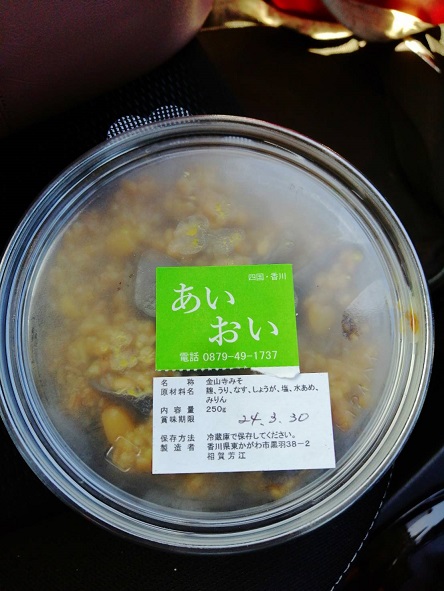 四国・香川
あい
おい
電話 0879-49-1737
名 称 金山寺みそ
原材料名 麹、うり、なす、しょうが、塩、水あめ、
みりん
内 容 量 250g
賞味期限 24.3.30
保存方法 冷蔵庫で保存してください。
製 造 者 香川県東かがわ市黒羽38-2
相賀芳江